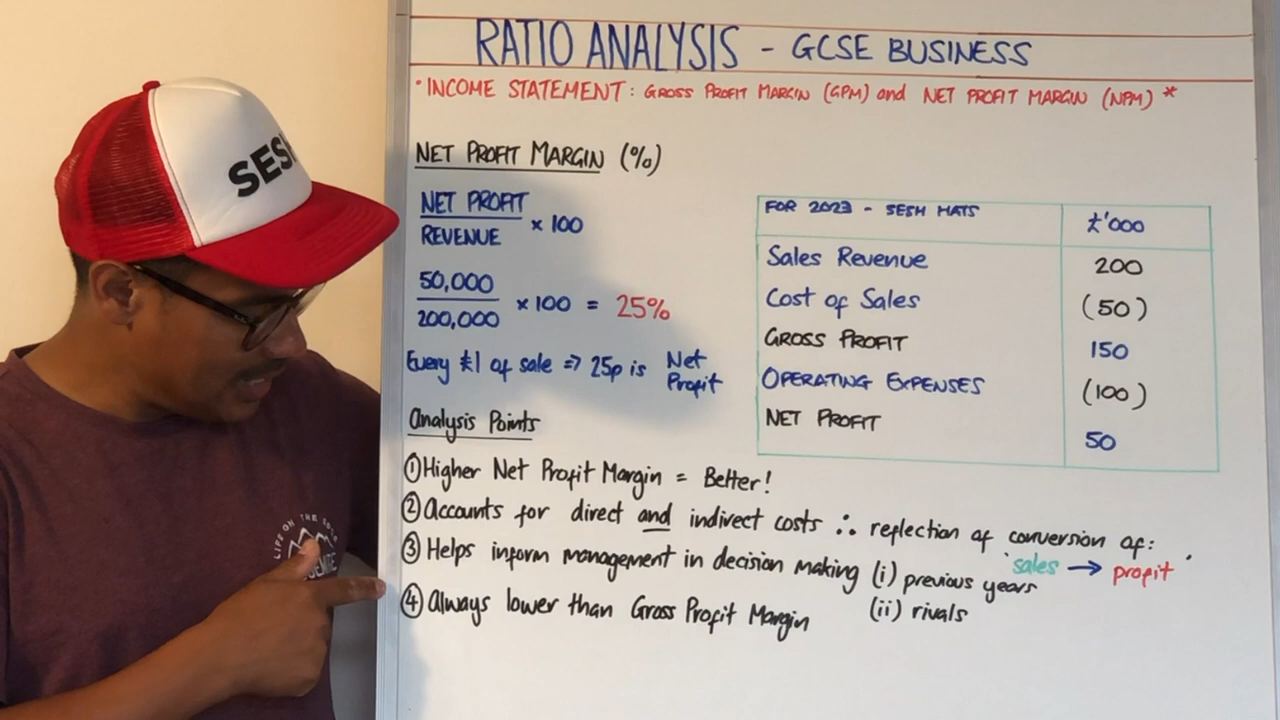 RATIO ANALYSIS - GCSE BUSINESS
* INCOME STATEMENT : GROSS PROFIT MARGIN (GPM) and NET PROFIT MARGIN (NPM) *
NET PROFIT MARGIN (%)
NET PROFIT
REVENUE
× 100
50,000
200,000
× 100 = 25%
Every £1 of sale => 25p is Net Profit
FOR 2023 - SESH HATS £'000
Sales Revenue 200
Cost of Sales (50)
GROSS PROFIT 150
OPERATING EXPENSES (100)
NET PROFIT 50
Analysis Points
① Higher Net Profit Margin = Better!
② Accounts for direct and indirect costs ∴ reflection of conversion of:
sales → profit
③ Helps inform management in decision making (i) previous years
(ii) rivals
④ Always lower than Gross Profit Margin
LIFE ON THE